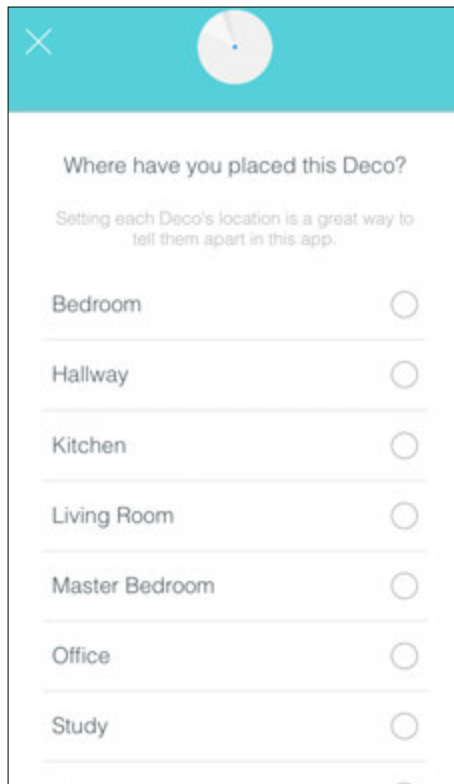 Where have you placed this Deco?
Setting each Deco's location is a great way to
tell them apart in this app.
Bedroom
Hallway
Kitchen
Living Room
Master Bedroom
Office
Study